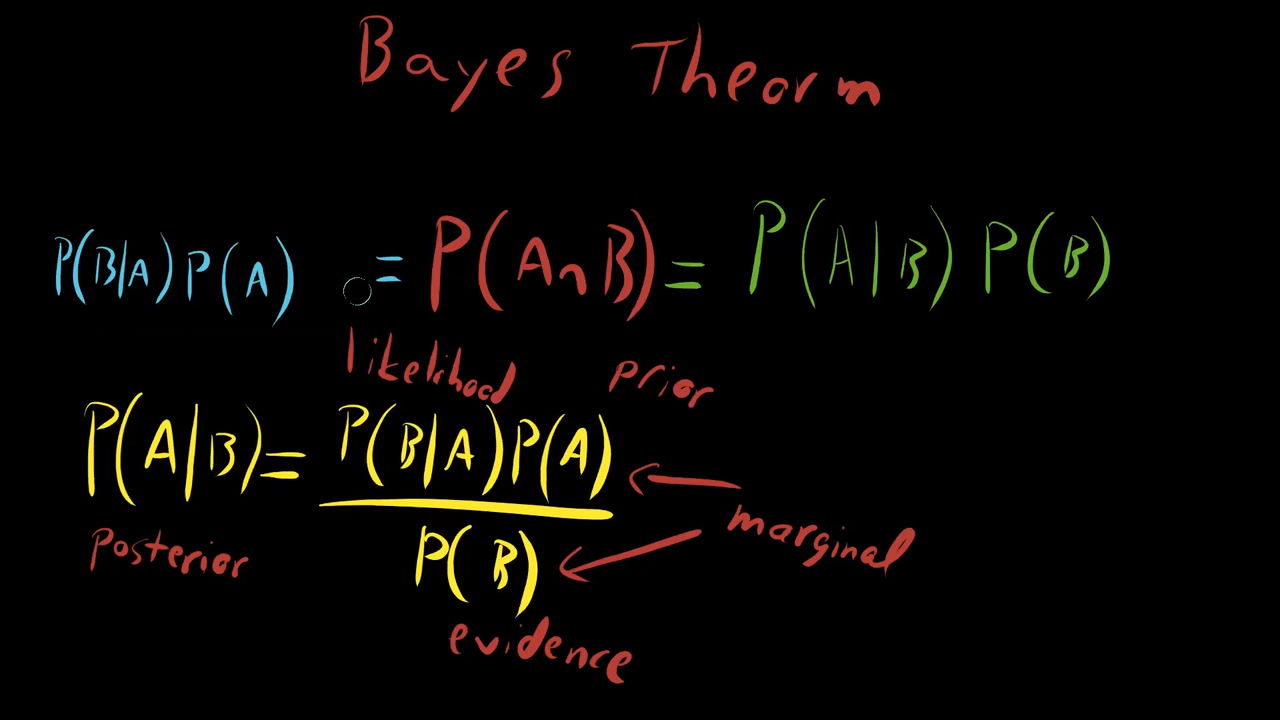 Bayes Theorm
P(B|A)P(A) = P(A∩B) = P(A|B)P(B)
likelihood prior
P(A|B) = P(B|A)P(A)
marginal
posterior P(B)
evidence